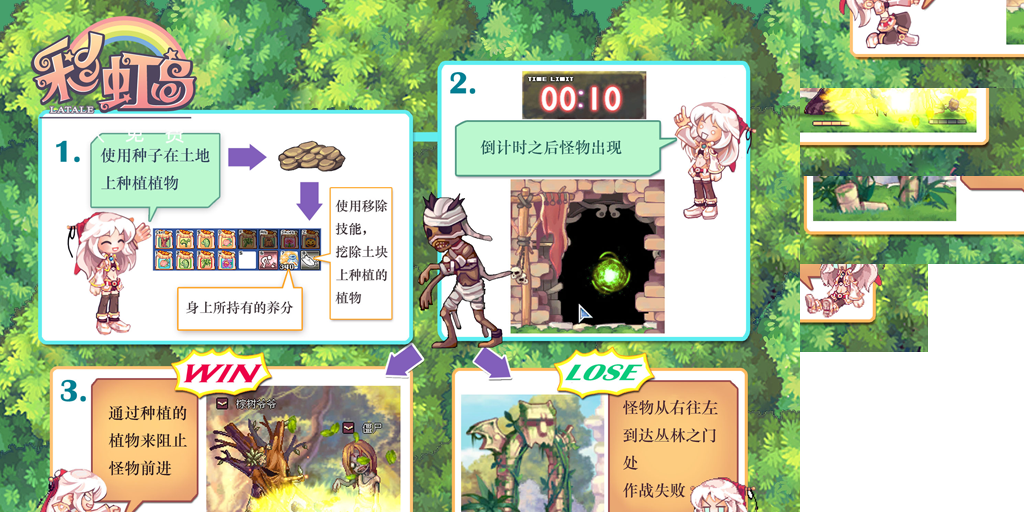 彩虹岛
LATALE
免费
1.
使用种子在土地
上种植植物
使用移除
技能，
挖除土块
上种植的
植物
340
身上所持有的养分
2.
TIME LIMIT
00:10
倒计时之后怪物出现
3.
WIN
通过种植的
植物来阻止
怪物前进
棕树爷爷
僵尸
LOSE
怪物从右往左
到达丛林之门
处
作战失败。